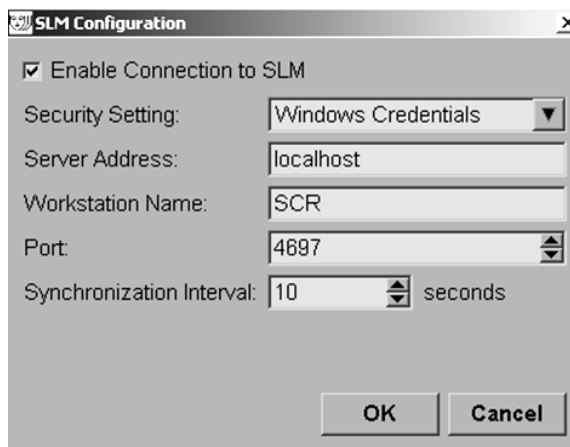 SLM Configuration
Enable Connection to SLM
Security Setting: Windows Credentials
Server Address: localhost
Workstation Name: SCR
Port: 4697
Synchronization Interval: 10 seconds
OK Cancel